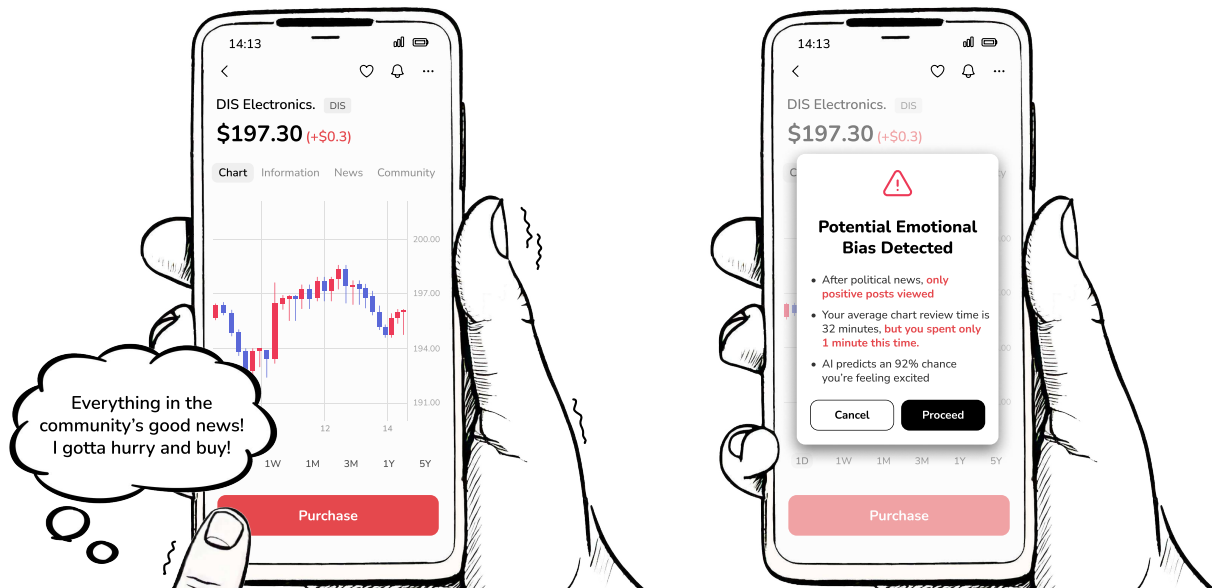 14:13
DIS Electronics. DIS
$197.30 (+$0.3)
Chart Information News Community
200.00
197.00
194.00
191.00
12 14
1W 1M 3M 1Y 5Y
Purchase
Everything in the
community's good news!
I gotta hurry and buy!
14:13
DIS Electronics. DIS
$197.30 (+$0.3)
Potential Emotional
Bias Detected
• After political news, only
positive posts viewed
• Your average chart review time is
32 minutes, but you spent only
1 minute this time.
• AI predicts an 92% chance
you're feeling excited
Cancel Proceed
1D 1W 1M 3M 1Y 5Y
Purchase